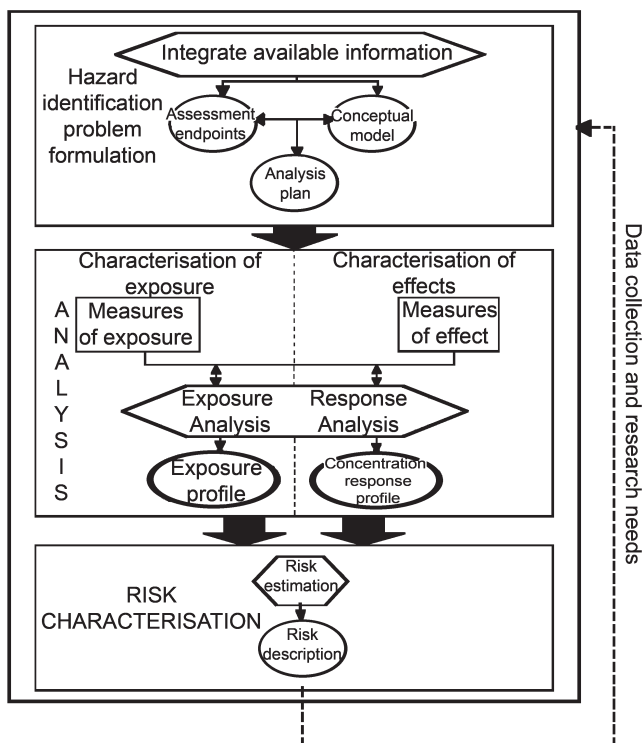 Integrate available information
Hazard
identification
problem
formulation
Assessment
endpoints
Conceptual
model
Analysis
plan
Characterisation of
exposure
Characterisation of
effects
A
N
A
L
Y
S
I
S
Measures
of exposure
Measures
of effect
Exposure
Analysis
Response
Analysis
Exposure
profile
Concentration
response
profile
RISK
CHARACTERISATION
Risk
estimation
Risk
description
Data collection and research needs